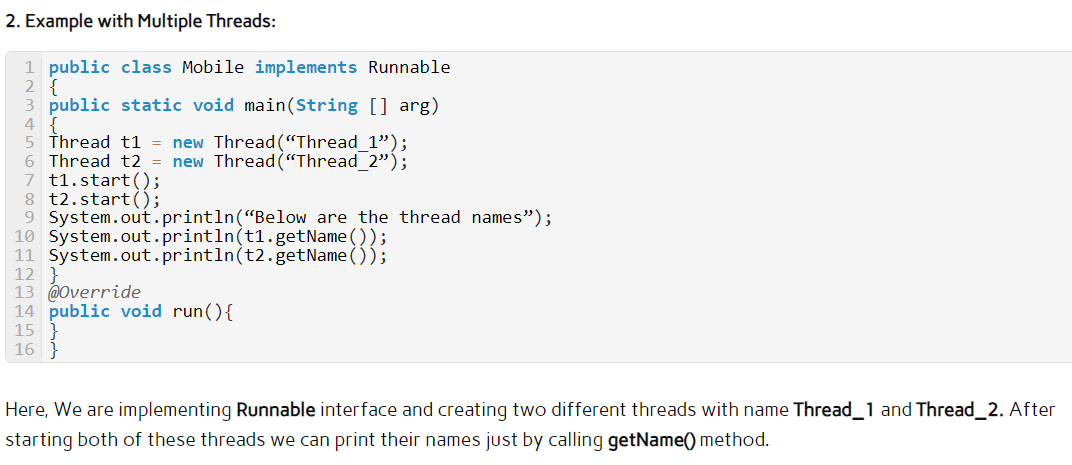 2. Example with Multiple Threads:
1 public class Mobile implements Runnable
2 {
3 public static void main(String [] arg)
4 {
5 Thread t1 = new Thread(“Thread_1”);
6 Thread t2 = new Thread(“Thread_2”);
7 t1.start();
8 t2.start();
9 System.out.println(“Below are the thread names”);
10 System.out.println(t1.getName());
11 System.out.println(t2.getName());
12 }
13 @Override
14 public void run(){
15 }
16 }
Here, We are implementing Runnable interface and creating two different threads with name Thread_1 and Thread_2. After
starting both of these threads we can print their names just by calling getName() method.